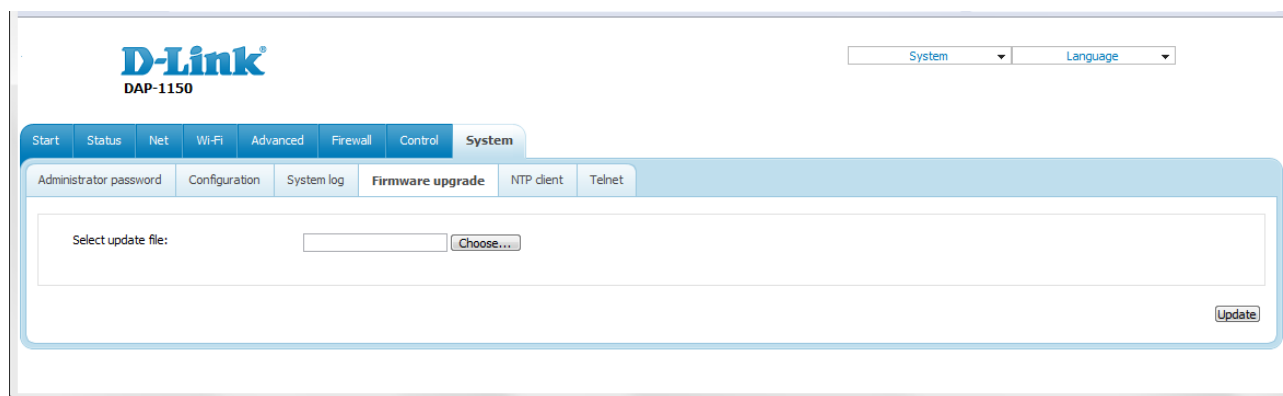 D-Link®
DAP-1150
System Language
Start Status Net Wi-Fi Advanced Firewall Control System
Administrator password Configuration System log Firmware upgrade NTP client Telnet
Select update file: Choose...
Update